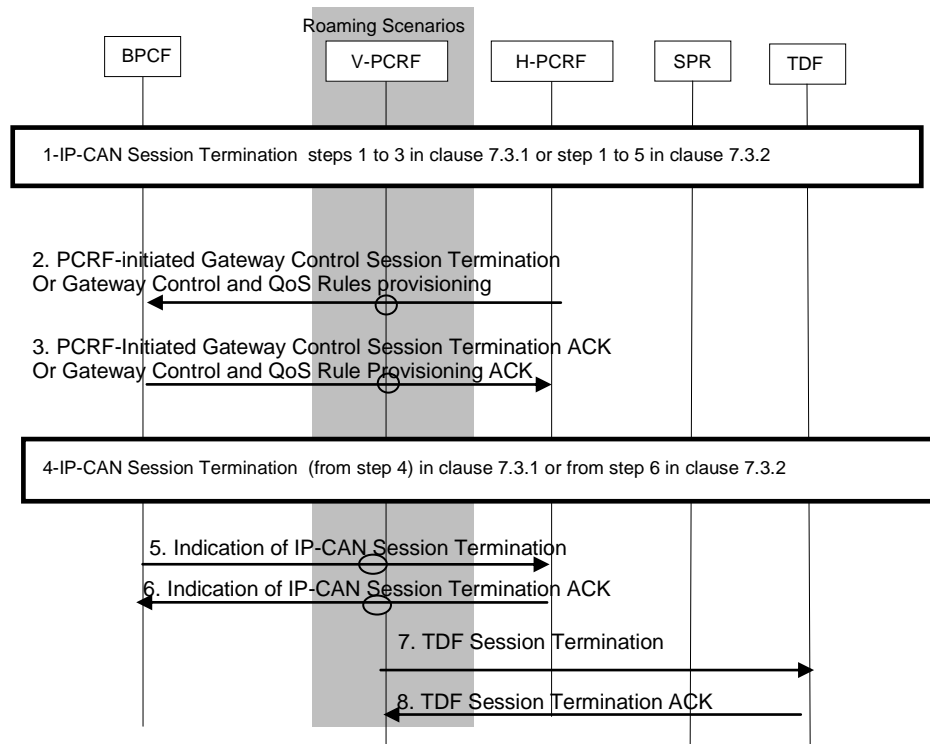 Roaming Scenarios
BPCF
V-PCRF
H-PCRF
SPR
TDF
1-IP-CAN Session Termination steps 1 to 3 in clause 7.3.1 or step 1 to 5 in clause 7.3.2
2. PCRF-initiated Gateway Control Session Termination
Or Gateway Control and QoS Rules provisioning
3. PCRF-Initiated Gateway Control Session Termination ACK
Or Gateway Control and QoS Rule Provisioning ACK
4-IP-CAN Session Termination (from step 4) in clause 7.3.1 or from step 6 in clause 7.3.2
5. Indication of IP-CAN Session Termination
6. Indication of IP-CAN Session Termination ACK
7. TDF Session Termination
8. TDF Session Termination ACK